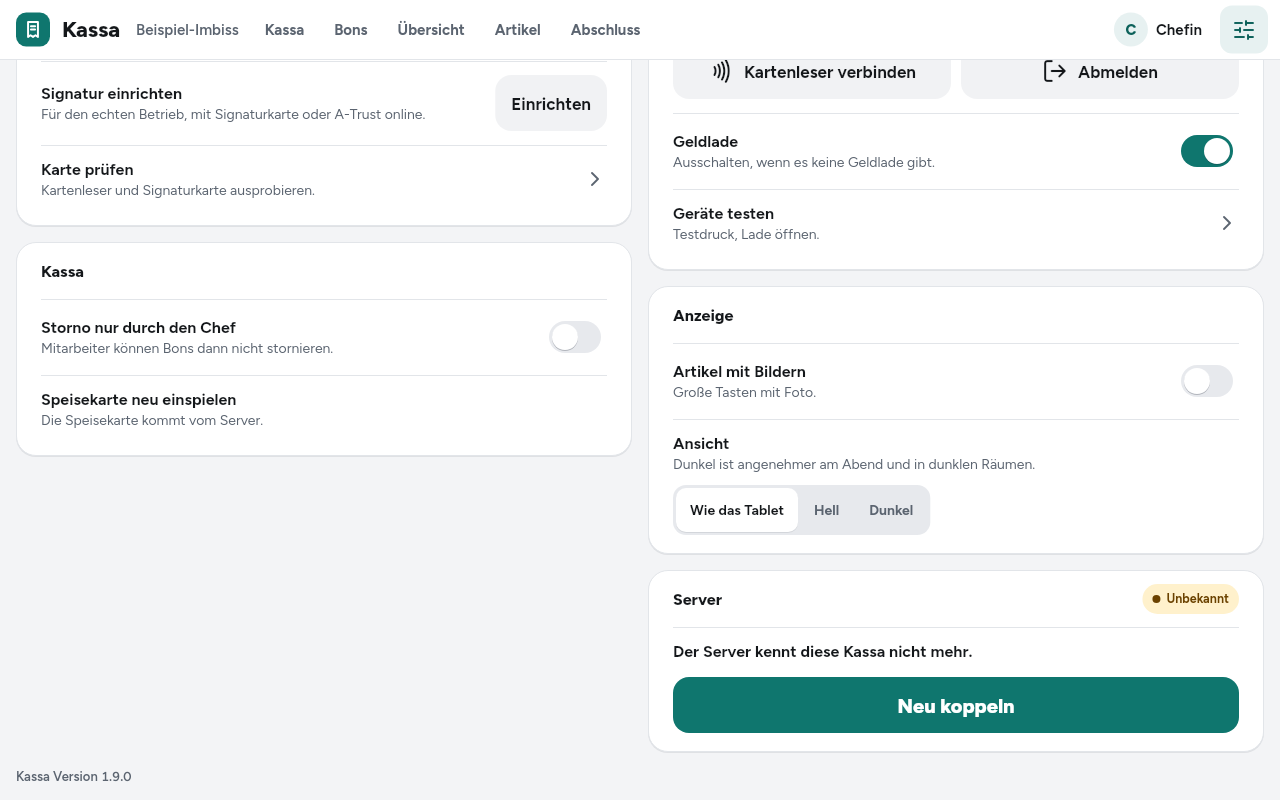 Kassa
Beispiel-Imbiss
Kassa
Bons
Übersicht
Artikel
Abschluss
C
Chefin
Signatur einrichten
Für den echten Betrieb, mit Signaturkarte oder A-Trust online.
Einrichten
Karte prüfen
Kartenleser und Signaturkarte ausprobieren.
Kassa
Storno nur durch den Chef
Mitarbeiter können Bons dann nicht stornieren.
Speisekarte neu einspielen
Die Speisekarte kommt vom Server.
Kartenleser verbinden
Abmelden
Geldlade
Ausschalten, wenn es keine Geldlade gibt.
Geräte testen
Testdruck, Lade öffnen.
Anzeige
Artikel mit Bildern
Große Tasten mit Foto.
Ansicht
Dunkel ist angenehmer am Abend und in dunklen Räumen.
Wie das Tablet
Hell
Dunkel
Server
Unbekannt
Der Server kennt diese Kassa nicht mehr.
Neu koppeln
Kassa Version 1.9.0